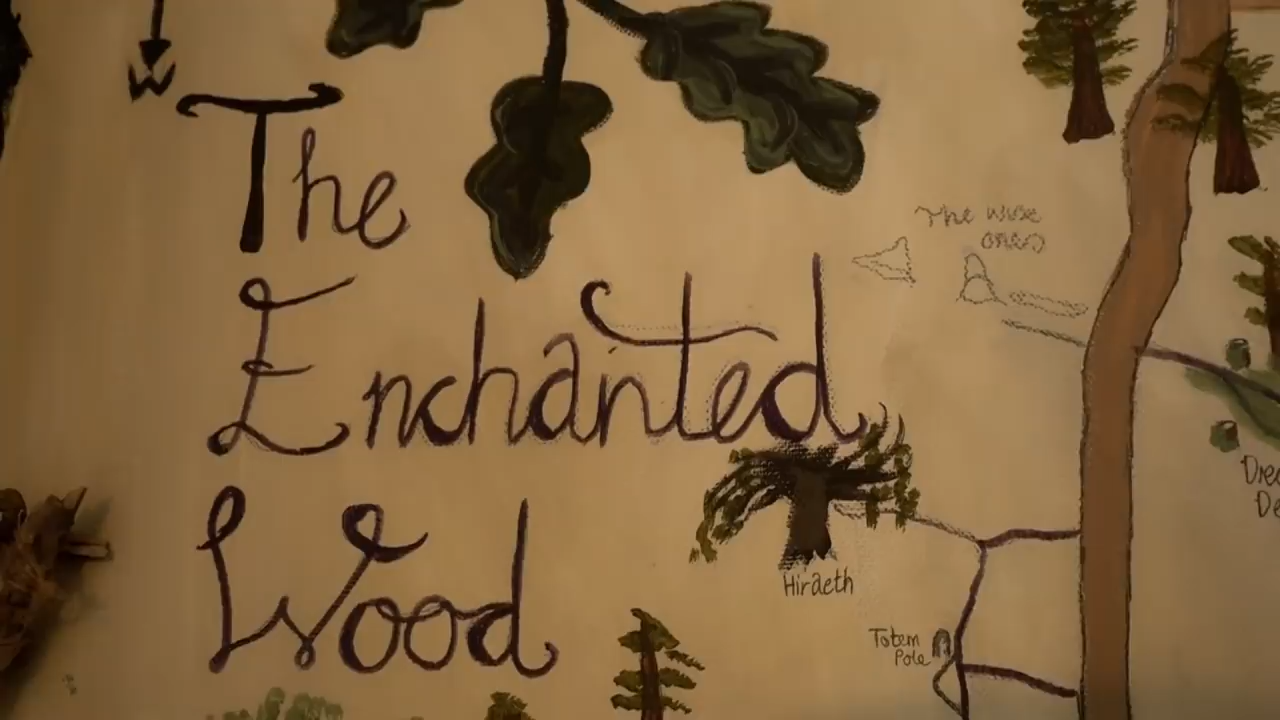 W
The
Enchanted
Wood
The wise
ones
Hiraeth
Totem
Pole